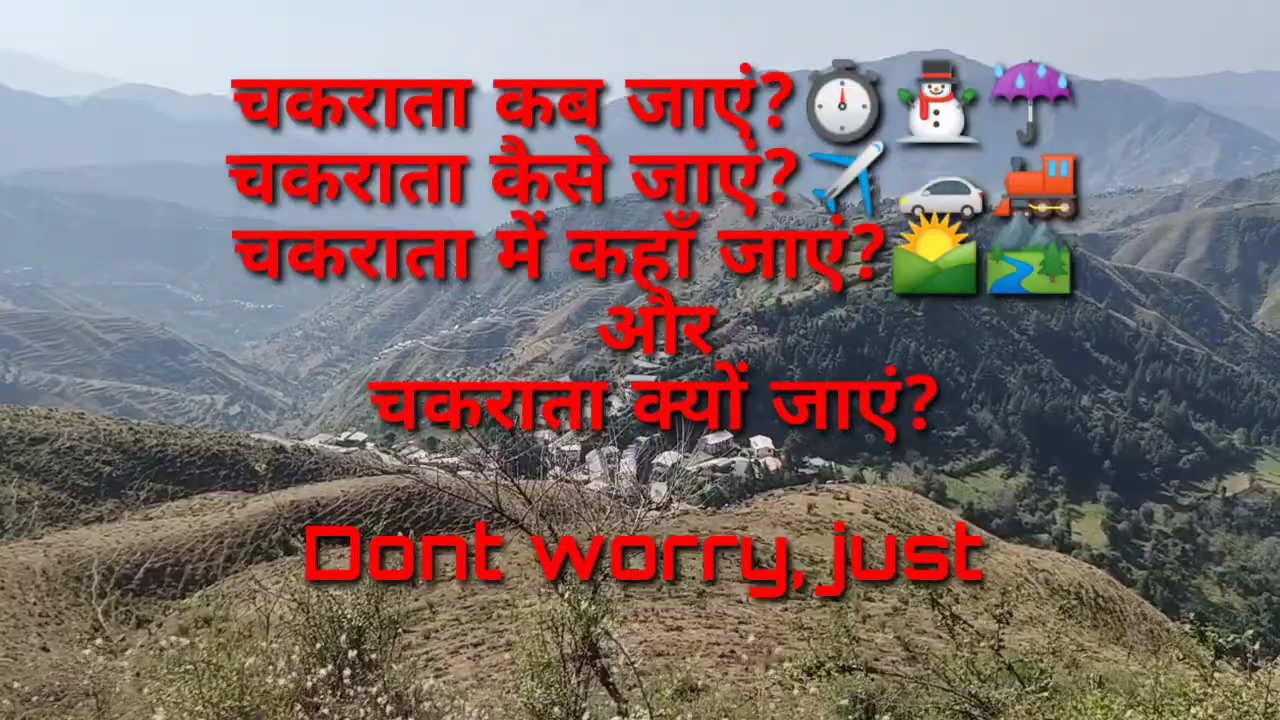 चकराता कब जाएं?⏱️☃️☔
चकराता कैसे जाएं?✈️🚗🚂
चकराता में कहाँ जाएं?🌄🏞️
और
चकराता क्यों जाएं?
Dont worry, just